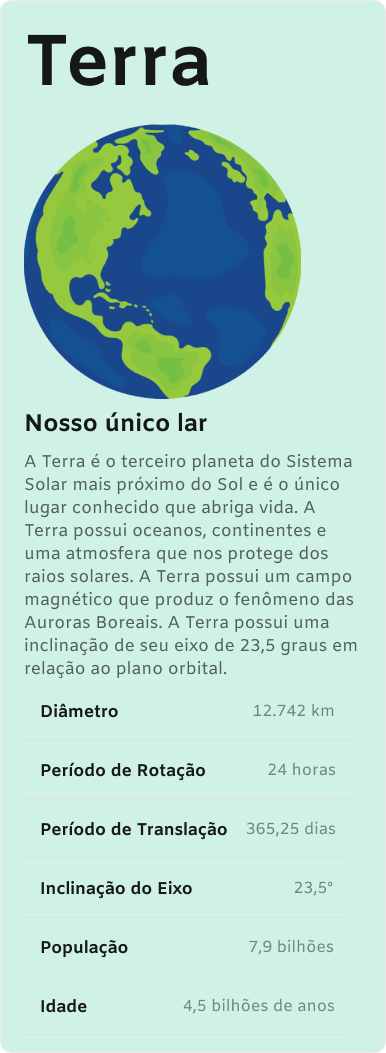 Terra
Nosso único lar
A Terra é o terceiro planeta do Sistema
Solar mais próximo do Sol e é o único
lugar conhecido que abriga vida. A
Terra possui oceanos, continentes e
uma atmosfera que nos protege dos
raios solares. A Terra possui um campo
magnético que produz o fenômeno das
Auroras Boreais. A Terra possui uma
inclinação de seu eixo de 23,5 graus em
relação ao plano orbital.
Diâmetro 12.742 km
Período de Rotação 24 horas
Período de Translação 365,25 dias
Inclinação do Eixo 23,5°
População 7,9 bilhões
Idade 4,5 bilhões de anos